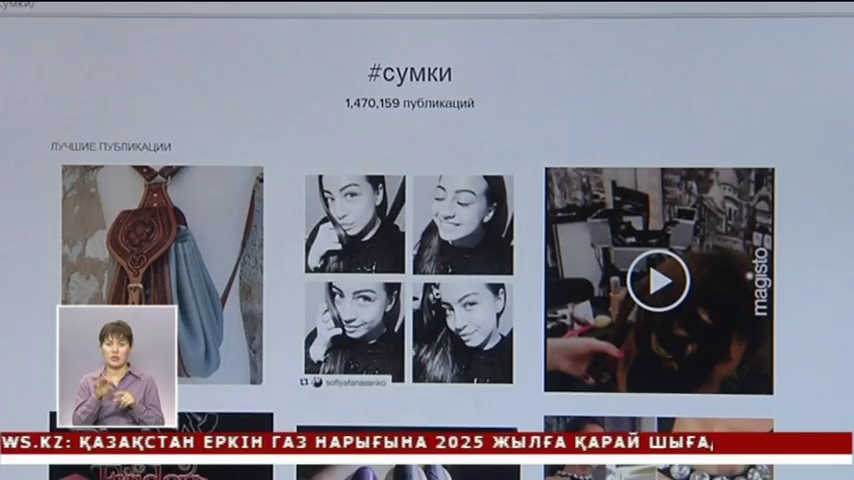 #сумки
1,470,159 публикаций
ЛУЧШИЕ ПУБЛИКАЦИИ
magisto
sofiyafanasenko
WS.KZ: ҚАЗАҚСТАН ЕРКІН ГАЗ НАРЫҒЫНА 2025 ЖЫЛҒА ҚАРАЙ ШЫҒА